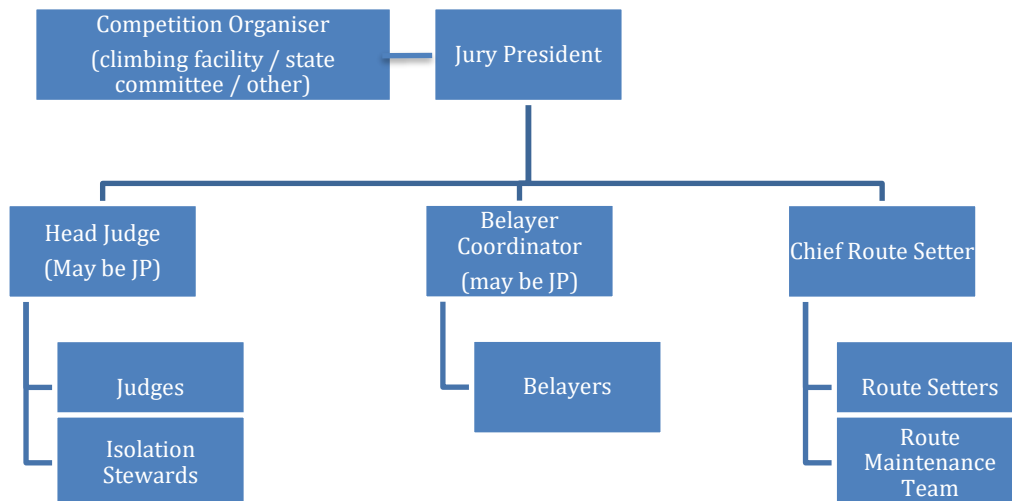 Competition Organiser
(climbing facility / state
committee / other)
Jury President
Head Judge
(May be JP)
Belayer
Coordinator
(may be JP)
Chief Route Setter
Judges
Belayers
Route Setters
Isolation
Stewards
Route
Maintenance
Team